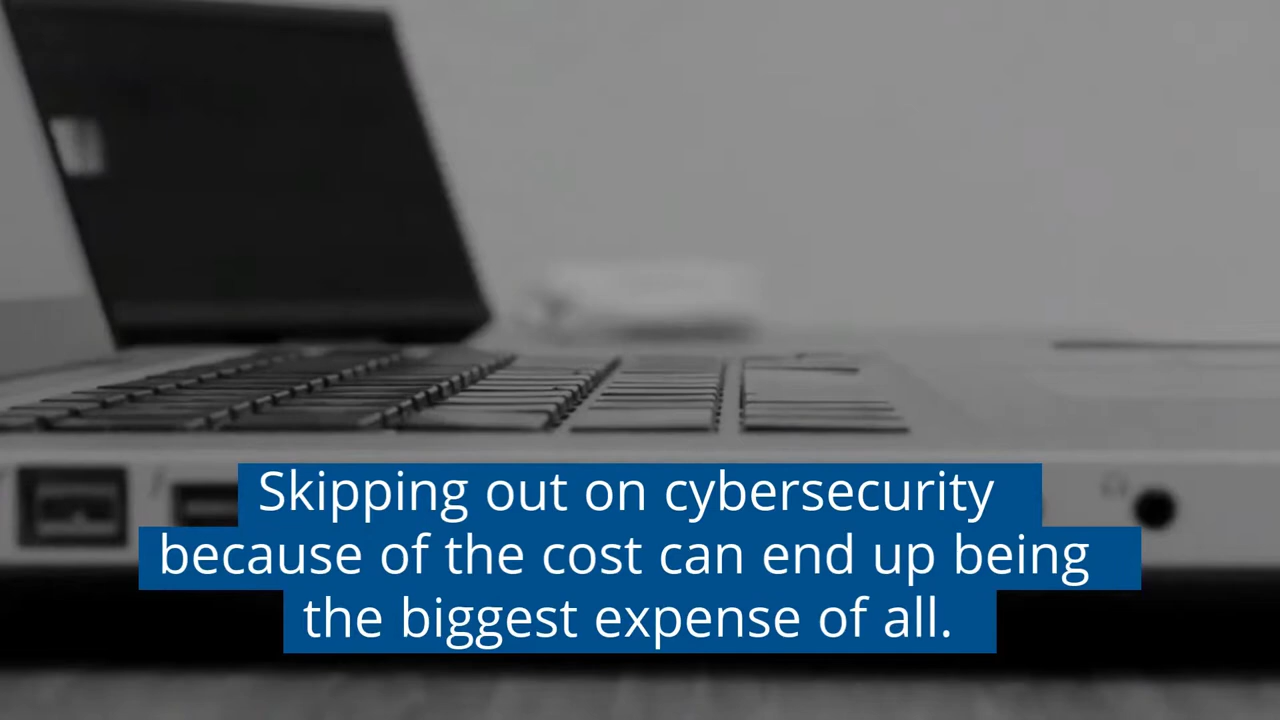 Skipping out on cybersecurity
because of the cost can end up being
the biggest expense of all.